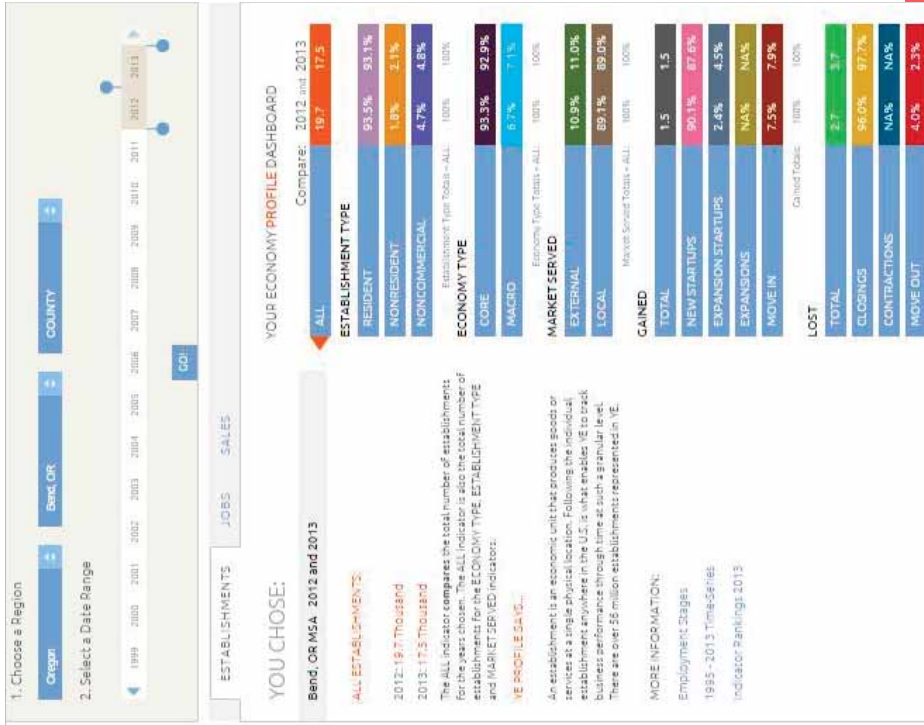 1. Choose a Region
Oregon
Bend, OR
COUNTY
2. Select a Date Range
1999 2000 2001 2002 2003 2004 2005 2006 2007 2008 2009 2010 2011 2012 2013
GO!
ESTABLISHMENTS JOBS SALES
YOU CHOSE:
Bend, OR MSA 2012 and 2013
ALL ESTABLISHMENTS:
2012: 19.7 Thousand
2013: 17.5 Thousand
The ALL indicator compares the total number of establishments
for the years chosen. The ALL indicator is also the total number of
establishments for the ECONOMY TYPE, ESTABLISHMENT TYPE
and MARKET SERVED indicators.
YE PROFILE SAYS...
An establishment is an economic unit that produces goods or
services at a single physical location. Following the individual
establishment anywhere in the U.S. is what enables YE to track
business performance through time at such a granular level.
There are over 56 million establishments represented in YE.
MORE INFORMATION:
Employment Stages
1995 - 2013 Time-Series
Indicator Rankings 2013
YOUR ECONOMY PROFILE DASHBOARD
Compare: 2012 and 2013
ALL 19.7 17.5
ESTABLISHMENT TYPE
RESIDENT 93.5% 93.1%
NONRESIDENT 1.8% 2.1%
NONCOMMERCIAL 4.7% 4.8%
Establishment Type Totals = ALL: 100% 100%
ECONOMY TYPE
CORE 93.3% 92.9%
MACRO 6.7% 7.1%
Economy Type Totals = ALL: 100% 100%
MARKET SERVED
EXTERNAL 10.9% 11.0%
LOCAL 89.1% 89.0%
Market Served Totals = ALL: 100% 100%
GAINED
TOTAL 1.5 1.5
NEW STARTUPS 90.1% 87.6%
EXPANSION STARTUPS 2.4% 4.5%
EXPANSIONS NA% NA%
MOVE IN 7.5% 7.9%
Gained Totals: 100% 100%
LOST
TOTAL 2.7 3.7
CLOSINGS 96.0% 97.7%
CONTRACTIONS NA% NA%
MOVE OUT 4.0% 2.3%